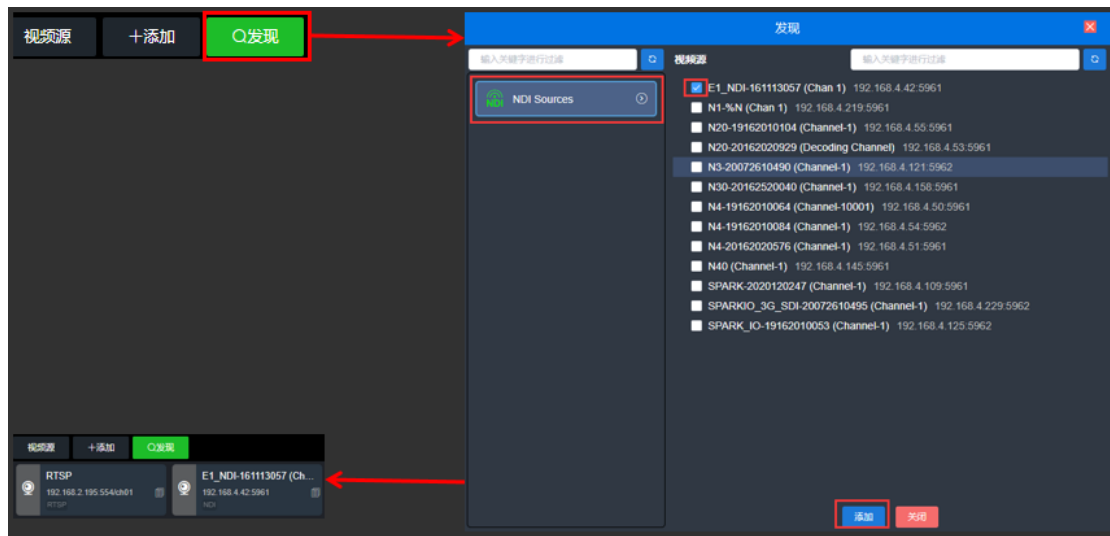 视频源 +添加 发现
发现
输入关键字进行过滤
视频源 输入关键字进行过滤
NDI NDI Sources
E1_NDI-161113057 (Chan 1) 192.168.4.42:5961
N1-%N (Chan 1) 192.168.4.219:5961
N20-19162010104 (Channel-1) 192.168.4.55:5961
N20-20162020929 (Decoding Channel) 192.168.4.53:5961
N3-20072610490 (Channel-1) 192.168.4.121:5962
N30-20162520040 (Channel-1) 192.168.4.158:5961
N4-19162010064 (Channel-10001) 192.168.4.50:5961
N4-19162010084 (Channel-1) 192.168.4.54:5962
N4-20162020576 (Channel-1) 192.168.4.51:5961
N40 (Channel-1) 192.168.4.145:5961
SPARK-2020120247 (Channel-1) 192.168.4.109:5961
SPARKIO_3G_SDI-20072610495 (Channel-1) 192.168.4.229:5962
SPARK_IO-19162010053 (Channel-1) 192.168.4.125:5962
添加 关闭
视频源 +添加 发现
RTSP
192.168.2.195:554/ch01
RTSP
E1_NDI-161113057 (Ch...
192.168.4.42:5961
NDI